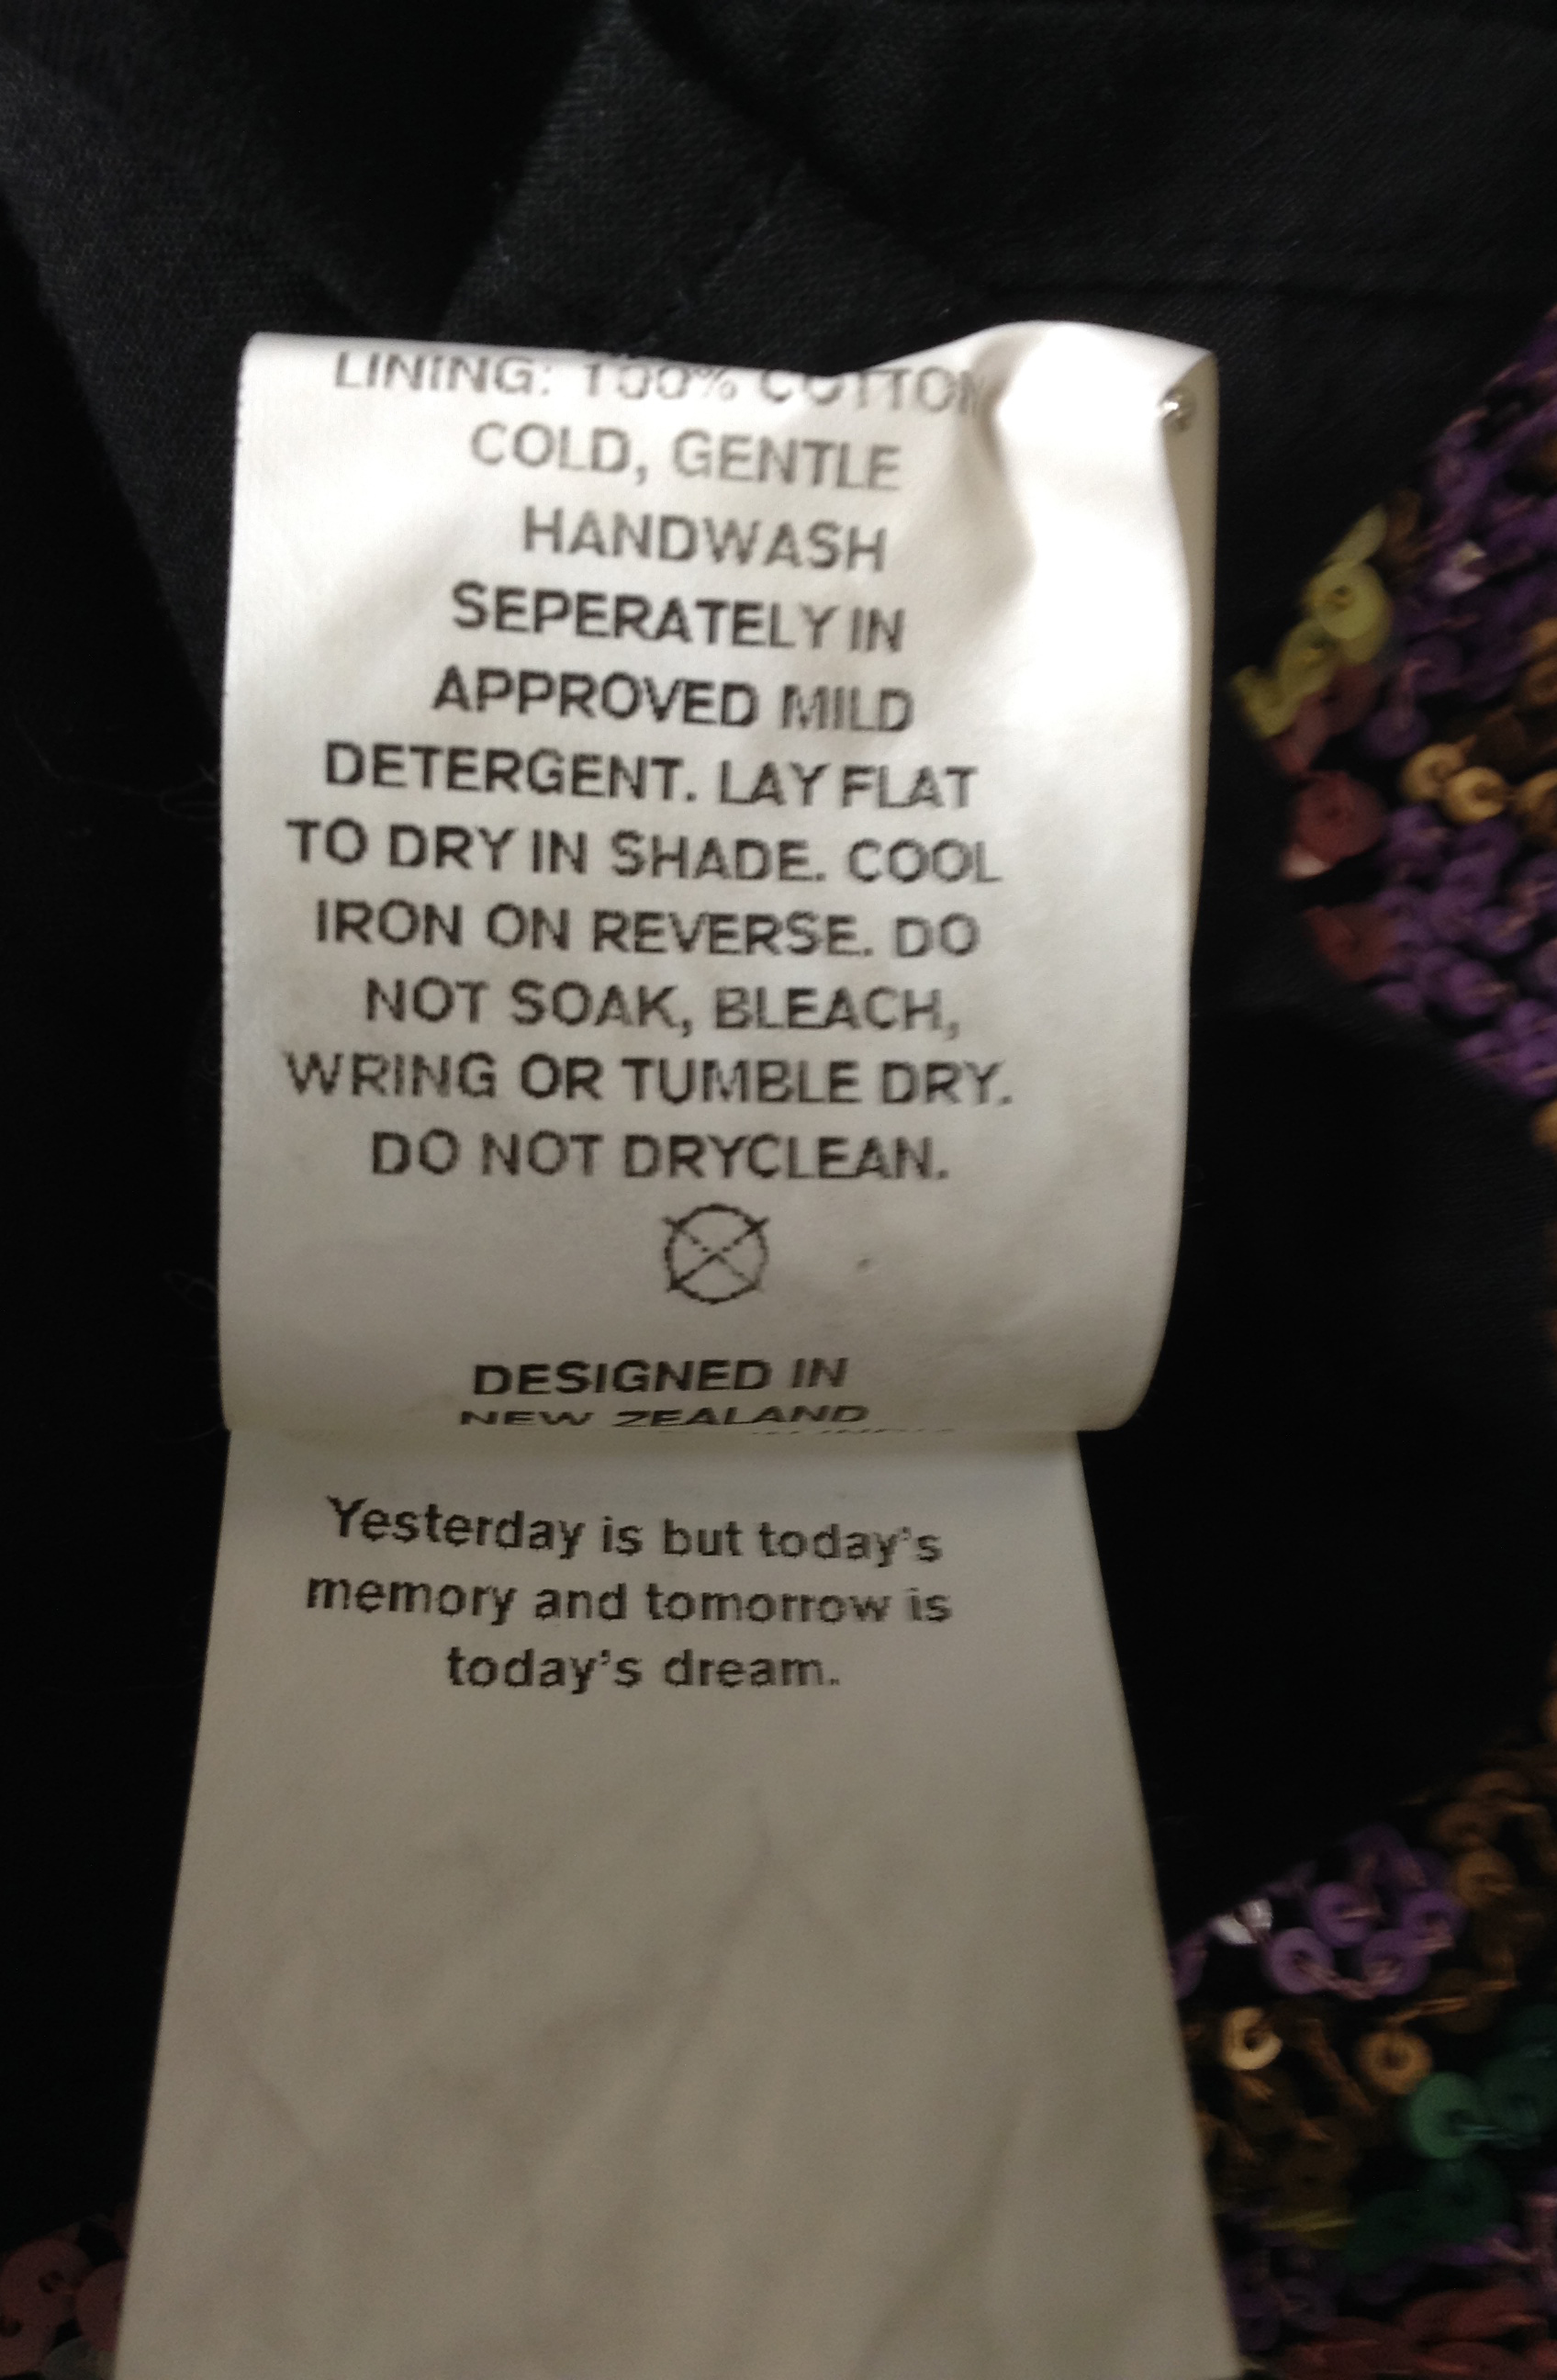 LINING: 100% COTTON
COLD, GENTLE
HANDWASH
SEPERATELY IN
APPROVED MILD
DETERGENT. LAY FLAT
TO DRY IN SHADE. COOL
IRON ON REVERSE. DO
NOT SOAK, BLEACH,
WRING OR TUMBLE DRY.
DO NOT DRYCLEAN.
DESIGNED IN
NEW ZEALAND
Yesterday is but today's
memory and tomorrow is
today's dream.